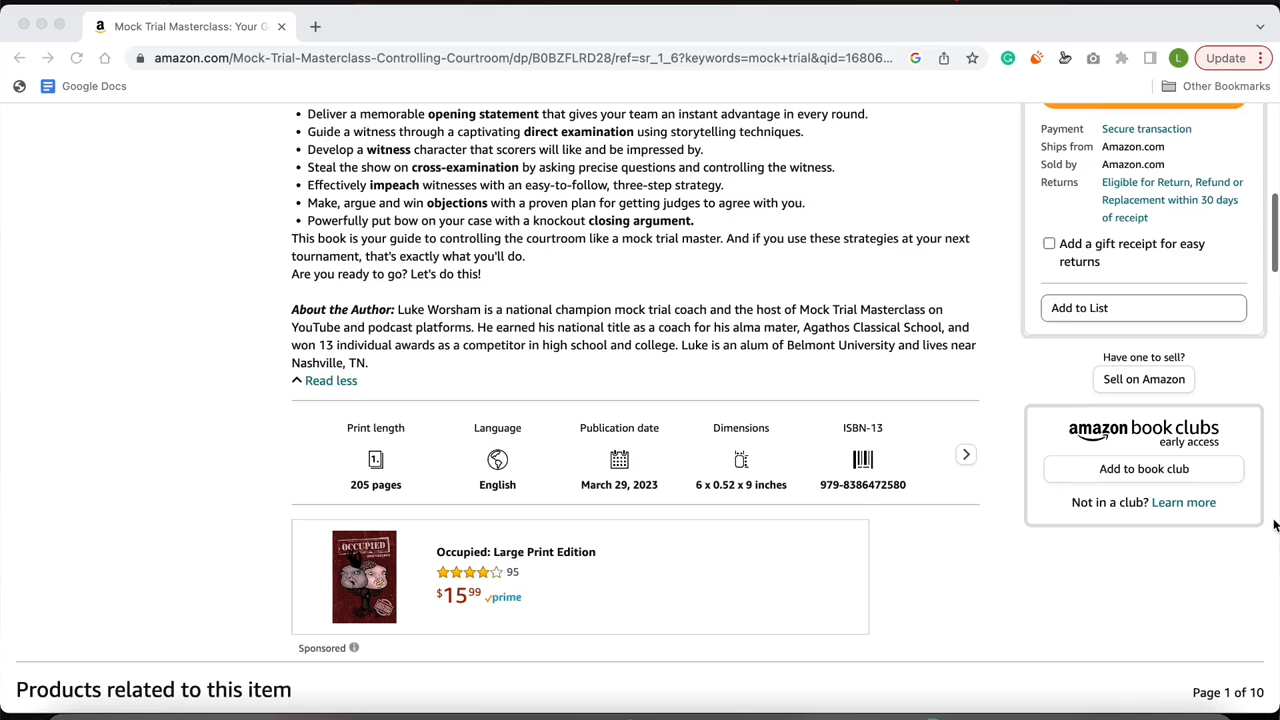 Mock Trial Masterclass: Your G
amazon.com/Mock-Trial-Masterclass-Controlling-Courtroom/dp/B0BZFLRD28/ref=sr_1_6?keywords=mock+trial&qid=16806...
L
Update
Google Docs
Other Bookmarks
• Deliver a memorable opening statement that gives your team an instant advantage in every round.
• Guide a witness through a captivating direct examination using storytelling techniques.
• Develop a witness character that scorers will like and be impressed by.
• Steal the show on cross-examination by asking precise questions and controlling the witness.
• Effectively impeach witnesses with an easy-to-follow, three-step strategy.
• Make, argue and win objections with a proven plan for getting judges to agree with you.
• Powerfully put bow on your case with a knockout closing argument.
This book is your guide to controlling the courtroom like a mock trial master. And if you use these strategies at your next
tournament, that's exactly what you'll do.
Are you ready to go? Let's do this!
About the Author: Luke Worsham is a national champion mock trial coach and the host of Mock Trial Masterclass on
YouTube and podcast platforms. He earned his national title as a coach for his alma mater, Agathos Classical School, and
won 13 individual awards as a competitor in high school and college. Luke is an alum of Belmont University and lives near
Nashville, TN.
Read less
Print length Language Publication date Dimensions ISBN-13
205 pages English March 29, 2023 6 x 0.52 x 9 inches 979-8386472580
OCCUPIED
Occupied: Large Print Edition
95
$15 99 prime
Sponsored
Payment Secure transaction
Ships from Amazon.com
Sold by Amazon.com
Returns Eligible for Return, Refund or
Replacement within 30 days
of receipt
Add a gift receipt for easy
returns
Add to List
Have one to sell?
Sell on Amazon
amazon book clubs
early access
Add to book club
Not in a club? Learn more
Products related to this item
Page 1 of 10